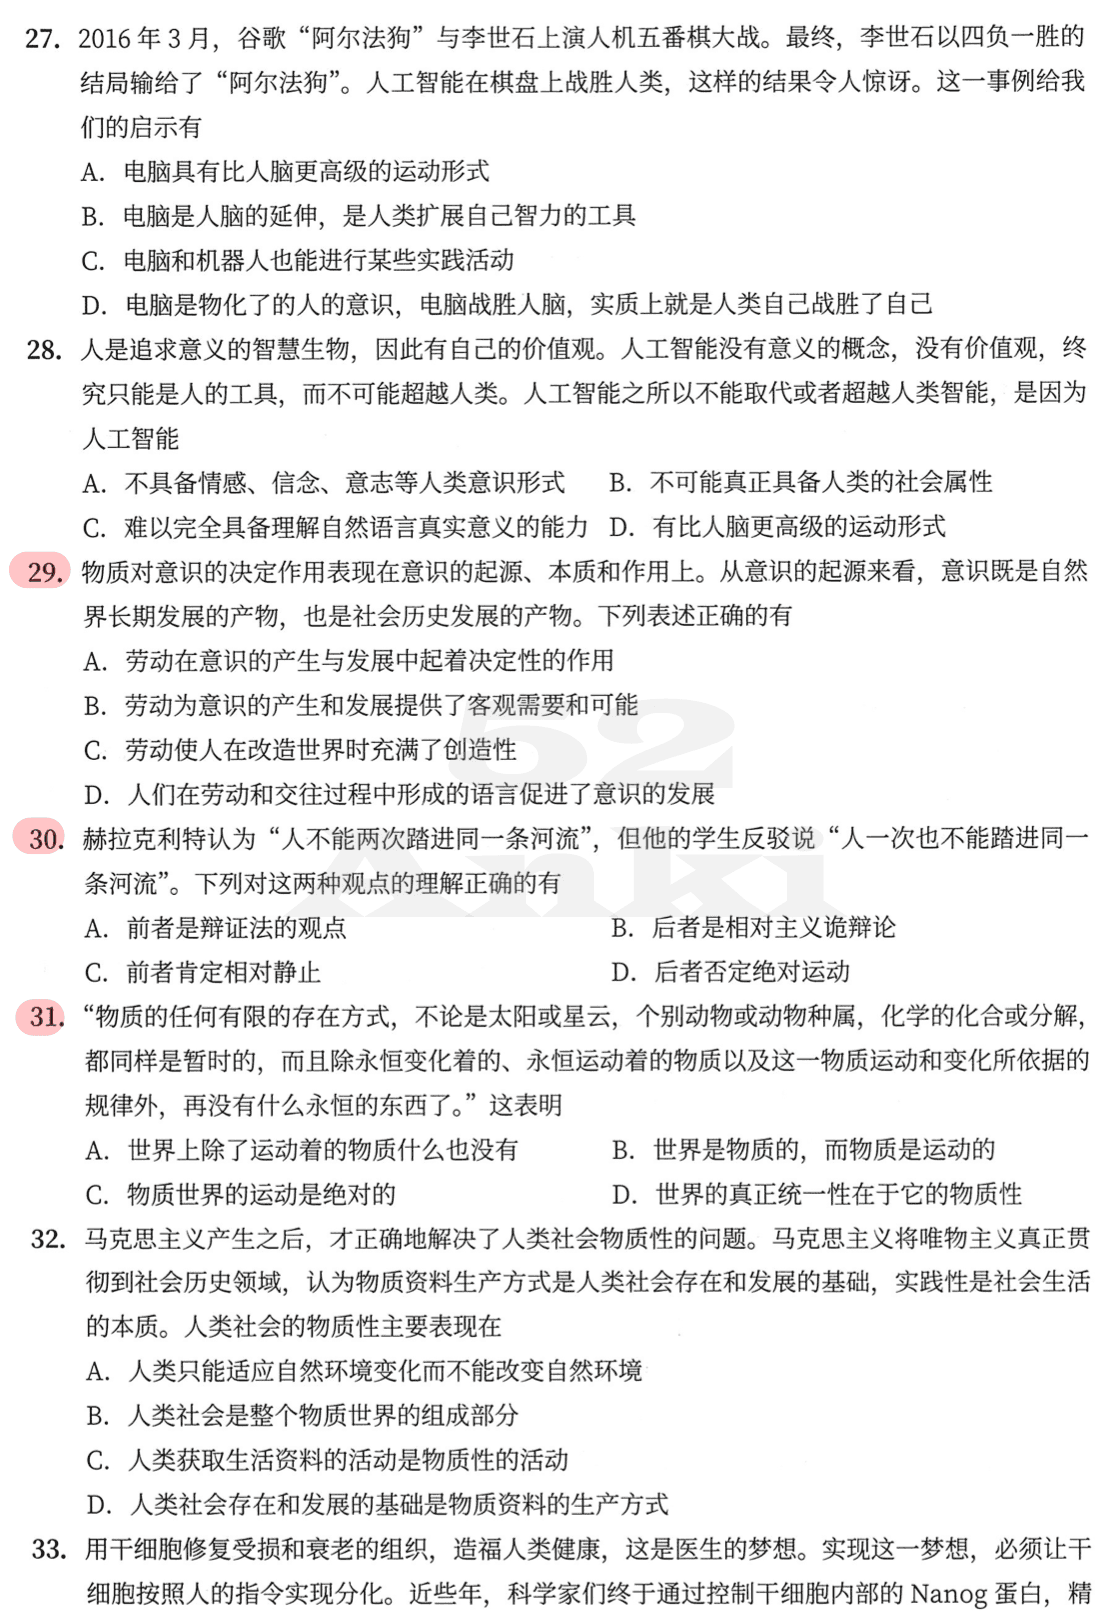 27. 2016年3月，谷歌“阿尔法狗”与李世石上演人机五番棋大战。最终，李世石以四负一胜的
结局输给了“阿尔法狗”。人工智能在棋盘上战胜人类，这样的结果令人惊讶。这一事例给我
们的启示有
A. 电脑具有比人脑更高级的运动形式
B. 电脑是人脑的延伸，是人类扩展自己智力的工具
C. 电脑和机器人也能进行某些实践活动
D. 电脑是物化了的人的意识，电脑战胜人脑，实质上就是人类自己战胜了自己
28. 人是追求意义的智慧生物，因此有自己的价值观。人工智能没有意义的概念，没有价值观，终
究只能是人的工具，而不可能超越人类。人工智能之所以不能取代或者超越人类智能，是因为
人工智能
A. 不具备情感、信念、意志等人类意识形式 B. 不可能真正具备人类的社会属性
C. 难以完全具备理解自然语言真实意义的能力 D. 有比人脑更高级的运动形式
29. 物质对意识的决定作用表现在意识的起源、本质和作用上。从意识的起源来看，意识既是自然
界长期发展的产物，也是社会历史发展的产物。下列表述正确的有
A. 劳动在意识的产生与发展中起着决定性的作用
B. 劳动为意识的产生和发展提供了客观需要和可能
C. 劳动使人在改造世界时充满了创造性
D. 人们在劳动和交往过程中形成的语言促进了意识的发展
52
Anki
30. 赫拉克利特认为“人不能两次踏进同一条河流”，但他的学生反驳说“人一次也不能踏进同一
条河流”。下列对这两种观点的理解正确的有
A. 前者是辩证法的观点 B. 后者是相对主义诡辩论
C. 前者肯定相对静止 D. 后者否定绝对运动
31. “物质的任何有限的存在方式，不论是太阳或星云，个别动物或动物种属，化学的化合或分解，
都同样是暂时的，而且除永恒变化着的、永恒运动着的物质以及这一物质运动和变化所依据的
规律外，再没有什么永恒的东西了。”这表明
A. 世界上除了运动着的物质什么也没有 B. 世界是物质的，而物质是运动的
C. 物质世界的运动是绝对的 D. 世界的真正统一性在于它的物质性
32. 马克思主义产生之后，才正确地解决了人类社会物质性的问题。马克思主义将唯物主义真正贯
彻到社会历史领域，认为物质资料生产方式是人类社会存在和发展的基础，实践性是社会生活
的本质。人类社会的物质性主要表现在
A. 人类只能适应自然环境变化而不能改变自然环境
B. 人类社会是整个物质世界的组成部分
C. 人类获取生活资料的活动是物质性的活动
D. 人类社会存在和发展的基础是物质资料的生产方式
33. 用干细胞修复受损和衰老的组织，造福人类健康，这是医生的梦想。实现这一梦想，必须让干
细胞按照人的指令实现分化。近些年，科学家们终于通过控制干细胞内部的 Nanog 蛋白，精